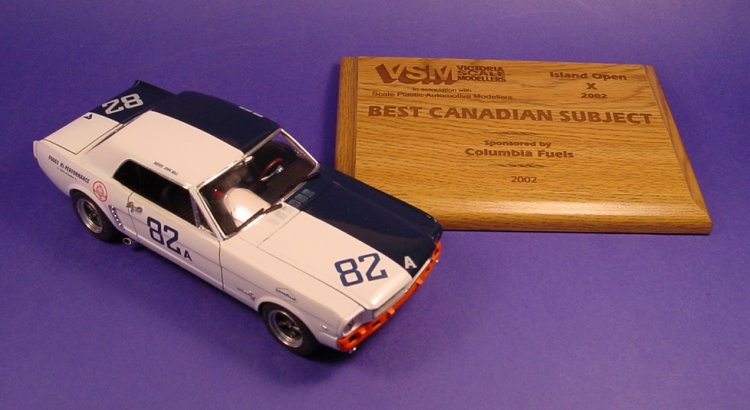 VSM VICTORIA SCALE MODELLERS
In association with
Scale Plastic Automotive Modellers
Island Open
X
2002
BEST CANADIAN SUBJECT
Sponsored by
Columbia Fuels
2002
82
82
A
82
A